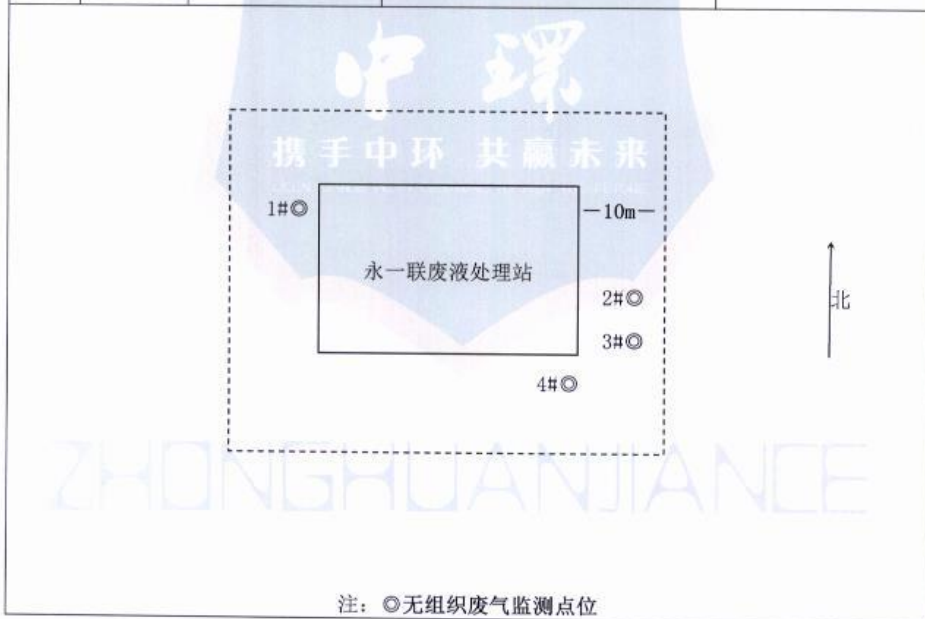 中 環
携手中环 共赢未来
1#◎
—10m—
永一联废液处理站
2#◎
北
3#◎
4#◎
ZHONGHUANJIANCE
注：◎无组织废气监测点位